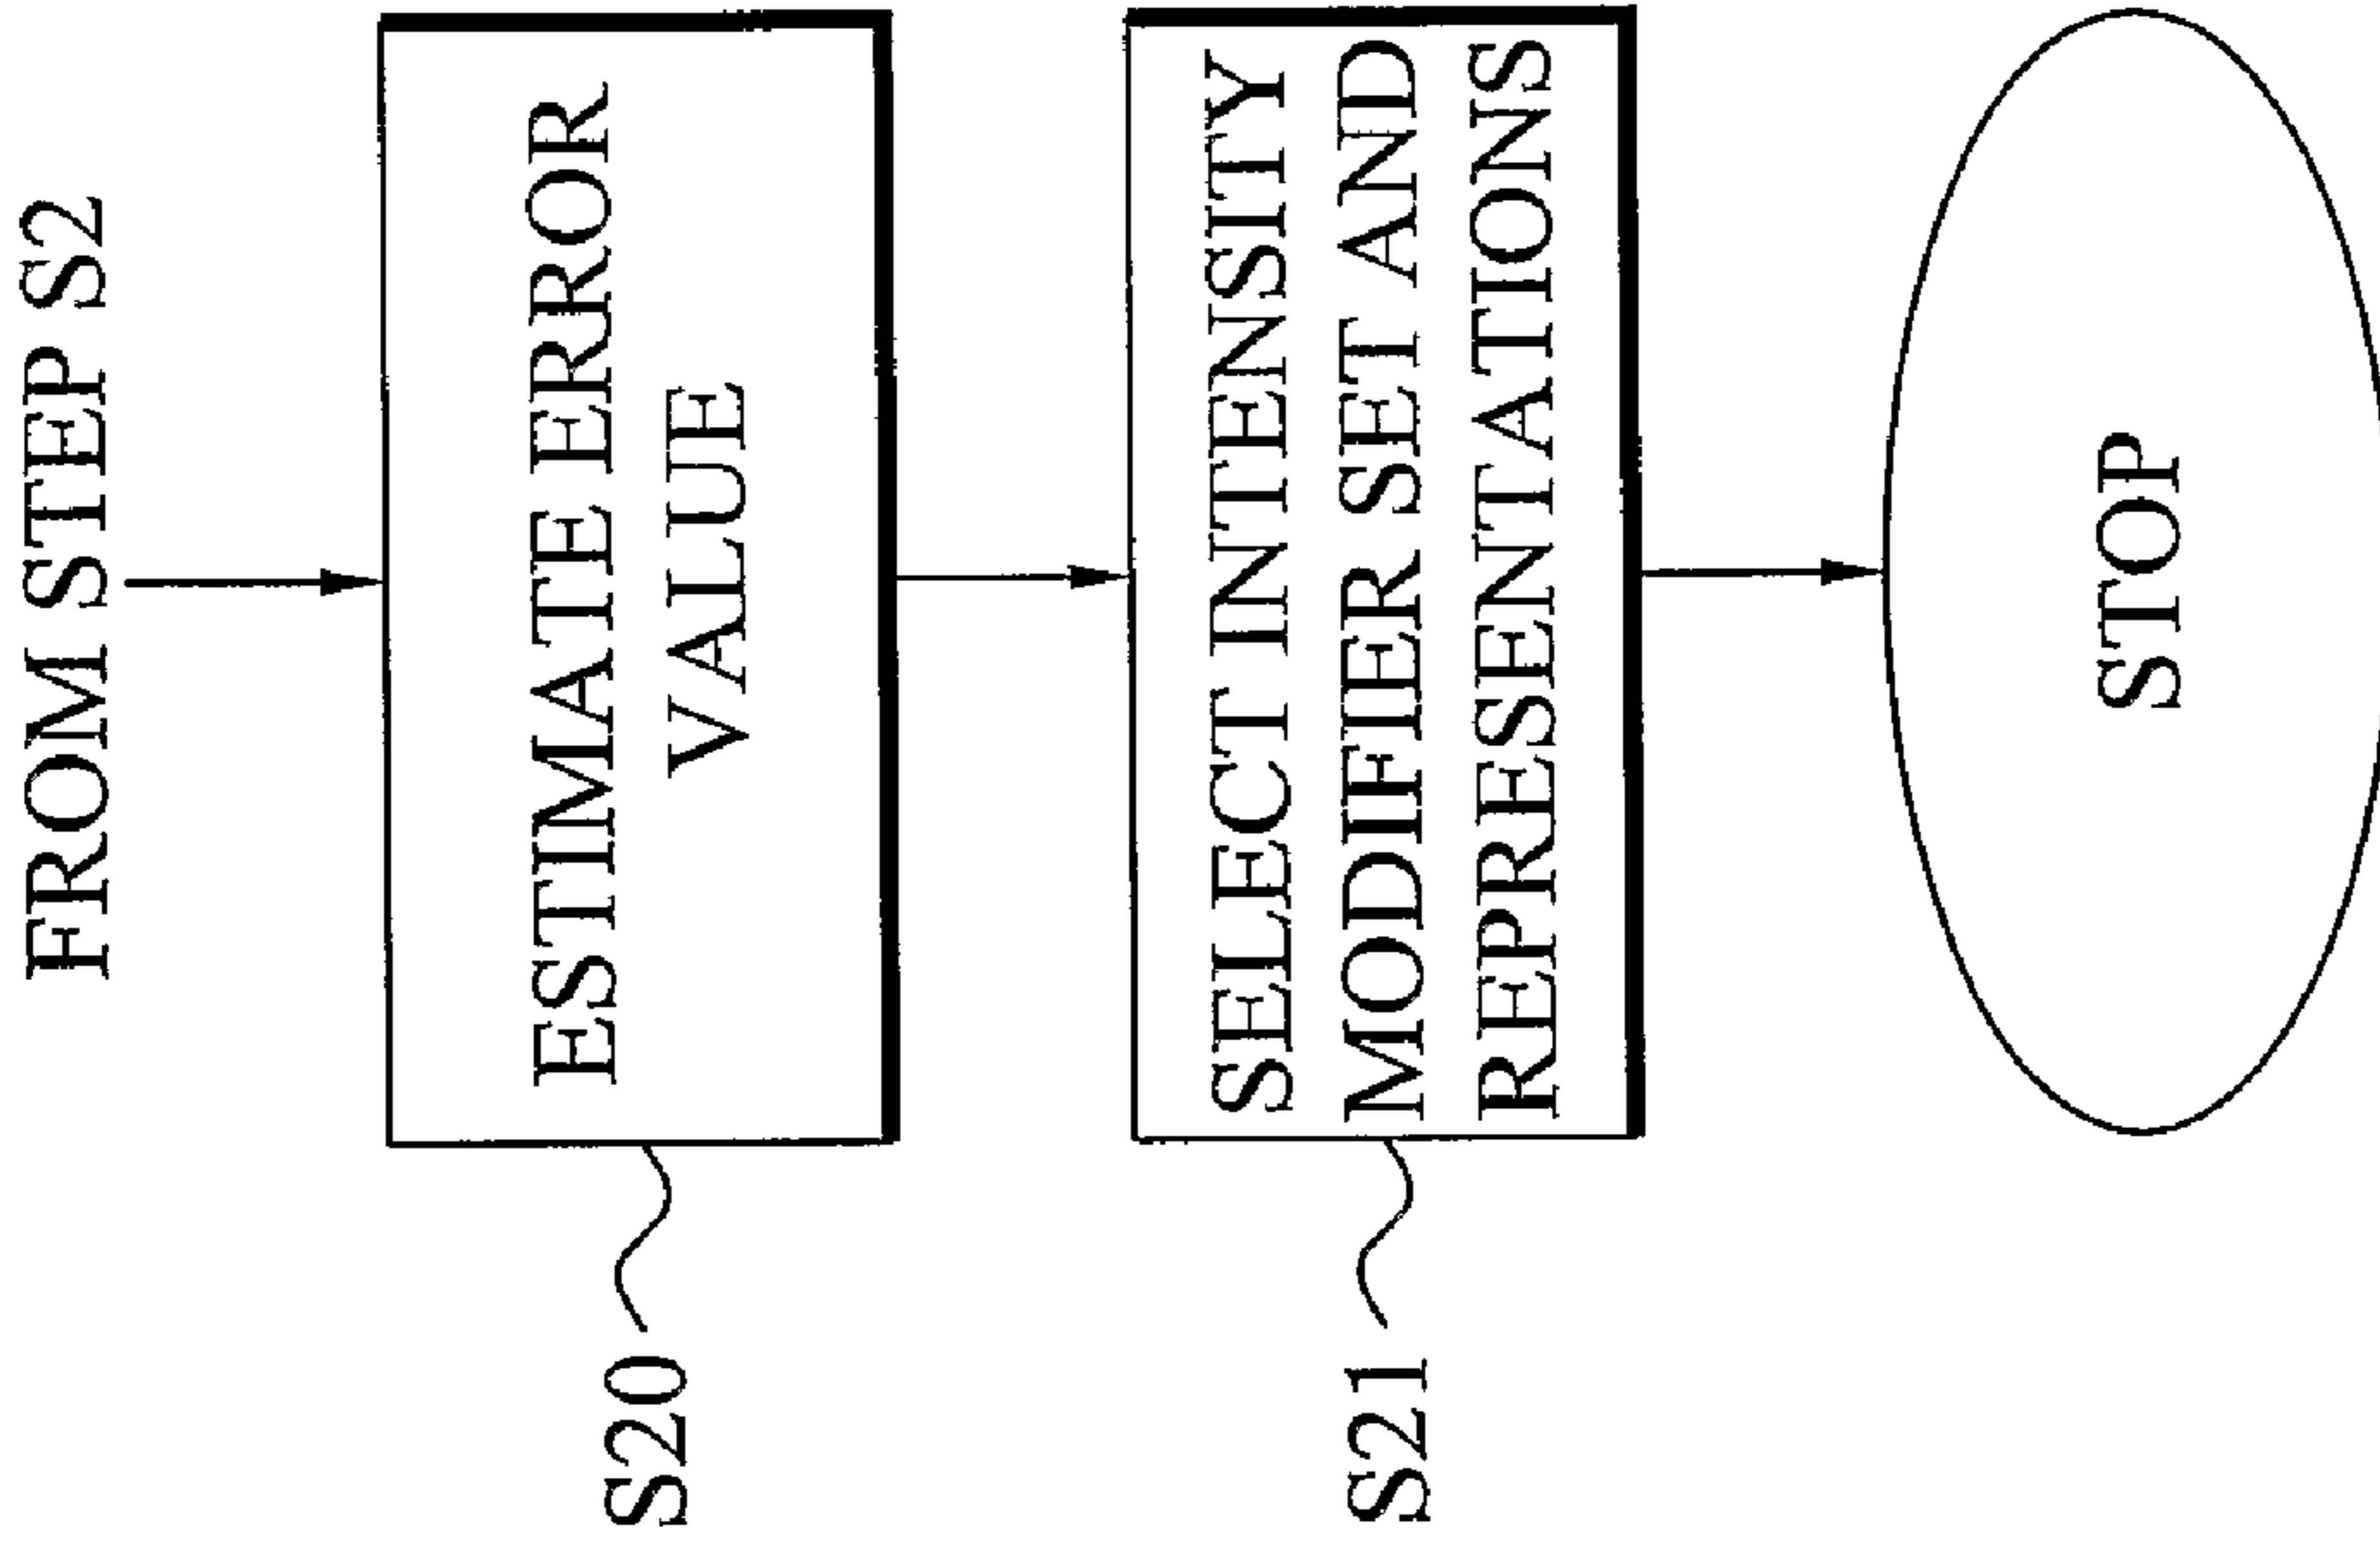 FROM STEP S2
S20
ESTIMATE ERROR
VALUE
S21
SELECT INTENSITY
MODIFIER SET AND
REPRESENTATIONS
STOP